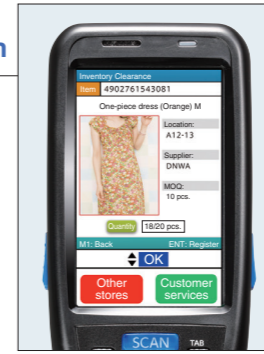 n
Inventory Clearance
Item 4902761543081
One-piece dress (Orange) M
Location:
A12-13
Supplier:
DNWA
MOQ:
10 pcs.
Quantity 18/20 pcs.
M1: Back ENT: Register
OK
Other stores
Customer services
SCAN TAB